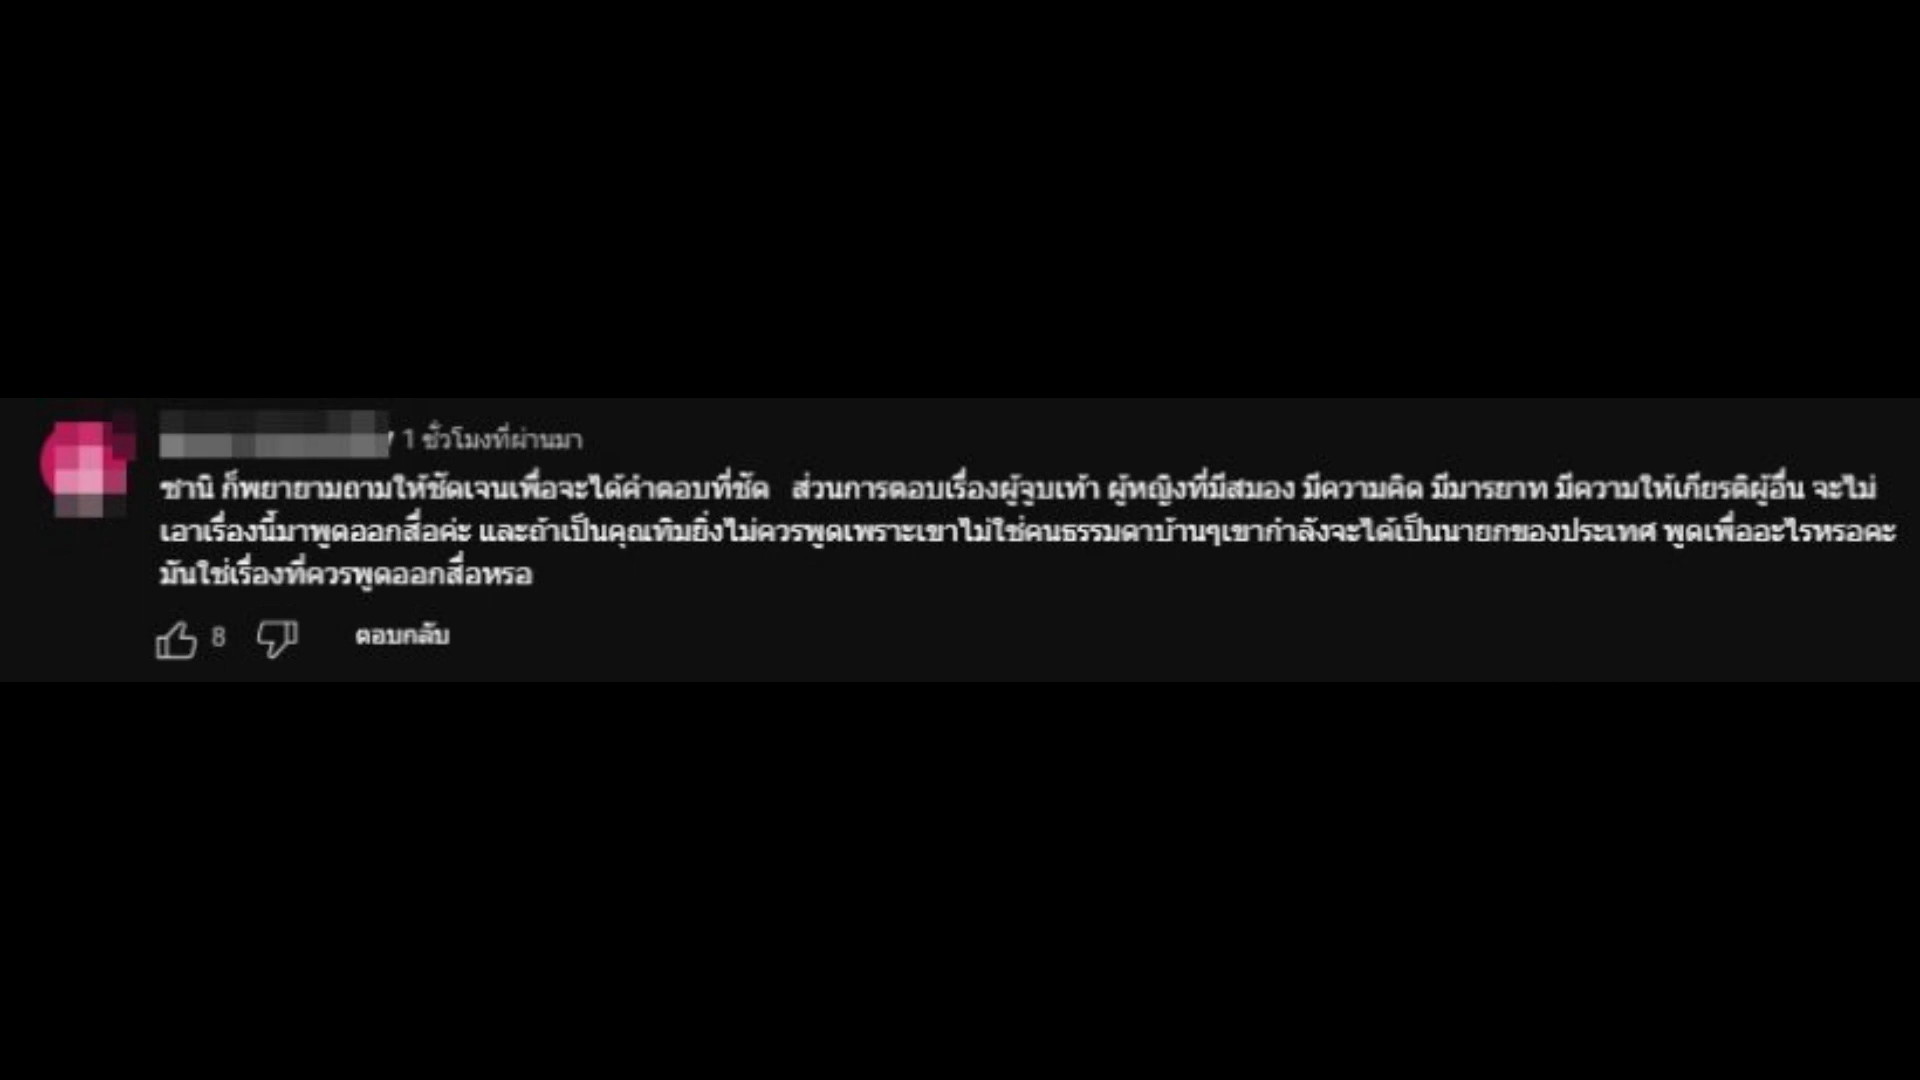 1 ชั่วโมงที่ผ่านมา
ซานิ ก็พยายามถามให้ชัดเจนเพื่อจะได้คำตอบที่ชัด ส่วนการตอบเรื่องผู้จูบเท้า ผู้หญิงที่มีสมอง มีความคิด มีมารยาท มีความให้เกียรติผู้อื่น จะไม่
เอาเรื่องนี้มาพูดออกสื่อค่ะ และถ้าเป็นคุณทิมยิ่งไม่ควรพูดเพราะเขาไม่ใช่คนธรรมดาบ้านๆเขากำลังจะได้เป็นนายกของประเทศ พูดเพื่ออะไรหรอคะ
มันใช่เรื่องที่ควรพูดออกสื่อหรอ
8 ตอบกลับ